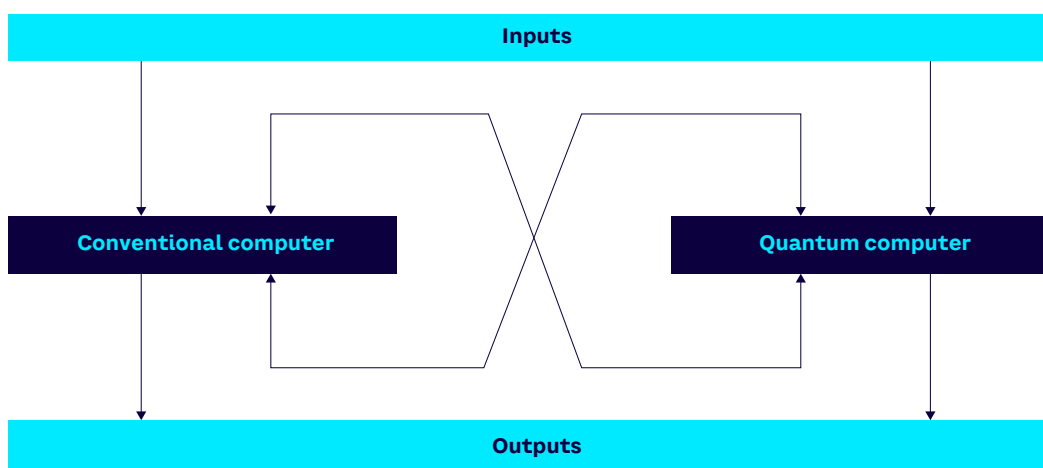 Inputs
Conventional computer
Quantum computer
Outputs